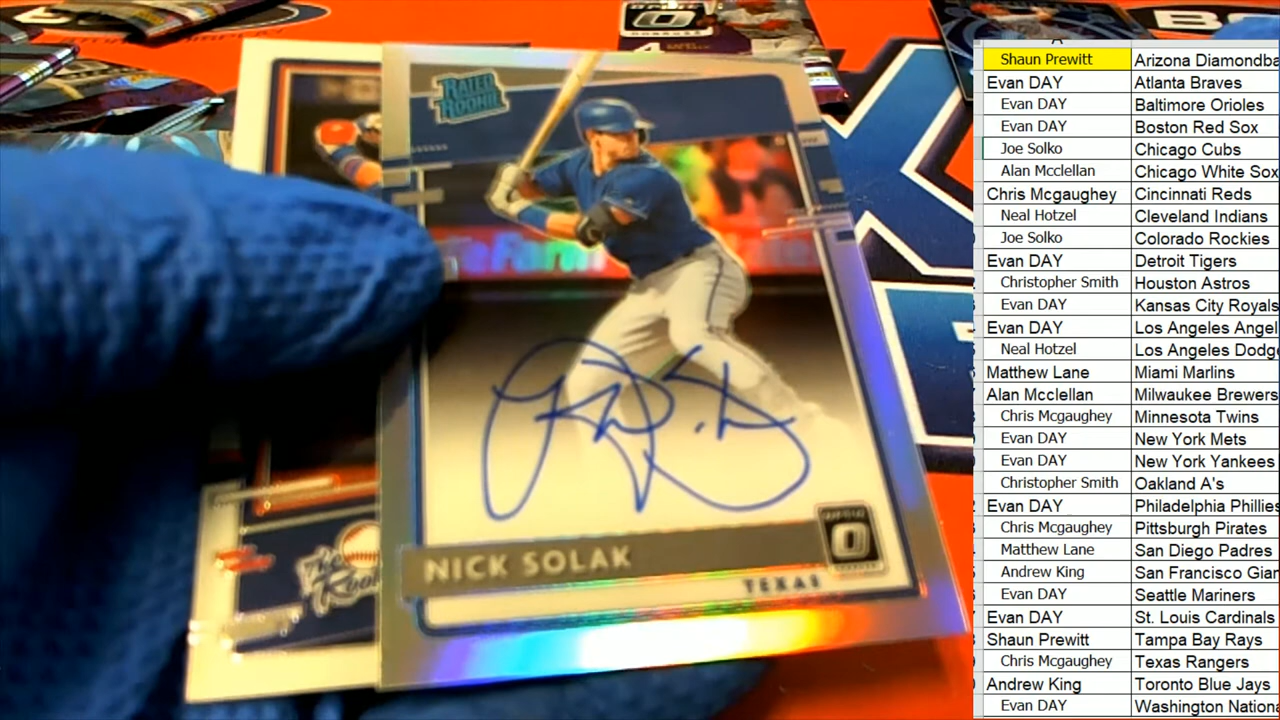 RATED
ROOKIE
NICK SOLAK
TEXAS
OPTIC
O
DONRUSS
The
Rook
A
Shaun Prewitt Arizona Diamondba
Evan DAY Atlanta Braves
Evan DAY Baltimore Orioles
Evan DAY Boston Red Sox
Joe Solko Chicago Cubs
Alan Mcclellan Chicago White Sox
Chris Mcgaughey Cincinnati Reds
Neal Hotzel Cleveland Indians
Joe Solko Colorado Rockies
Evan DAY Detroit Tigers
Christopher Smith Houston Astros
Evan DAY Kansas City Royals
Evan DAY Los Angeles Angel
Neal Hotzel Los Angeles Dodg
Matthew Lane Miami Marlins
Alan Mcclellan Milwaukee Brewers
Chris Mcgaughey Minnesota Twins
Evan DAY New York Mets
Evan DAY New York Yankees
Christopher Smith Oakland A's
Evan DAY Philadelphia Phillies
Chris Mcgaughey Pittsburgh Pirates
Matthew Lane San Diego Padres
Andrew King San Francisco Gian
Evan DAY Seattle Mariners
Evan DAY St. Louis Cardinals
Shaun Prewitt Tampa Bay Rays
Chris Mcgaughey Texas Rangers
Andrew King Toronto Blue Jays
Evan DAY Washington Nation